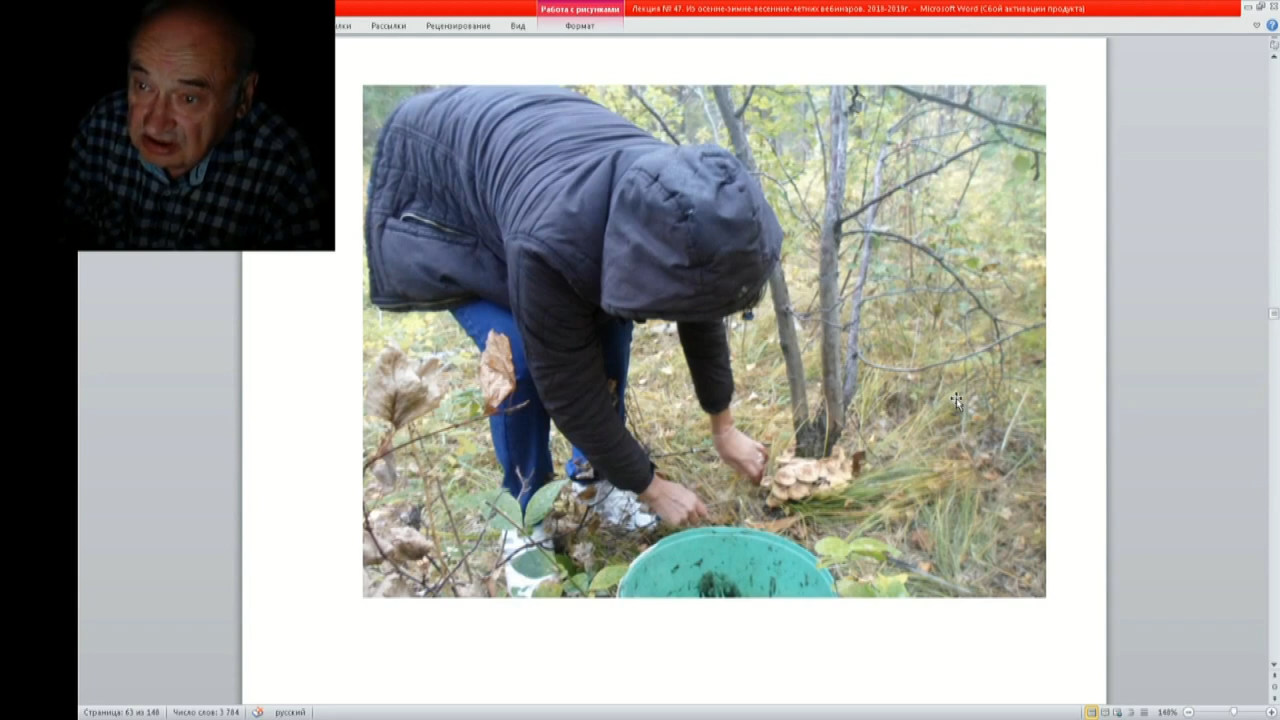 Работа с рисунками
Лекция № 47. Из осенне-зимне-весенние-летних вебинаров. 2018-2019г. - Microsoft Word (Сбой активации продукта)
Рассылки Рецензирование Вид Формат
Страница: 63 из 148 Число слов: 3 784 русский 148%